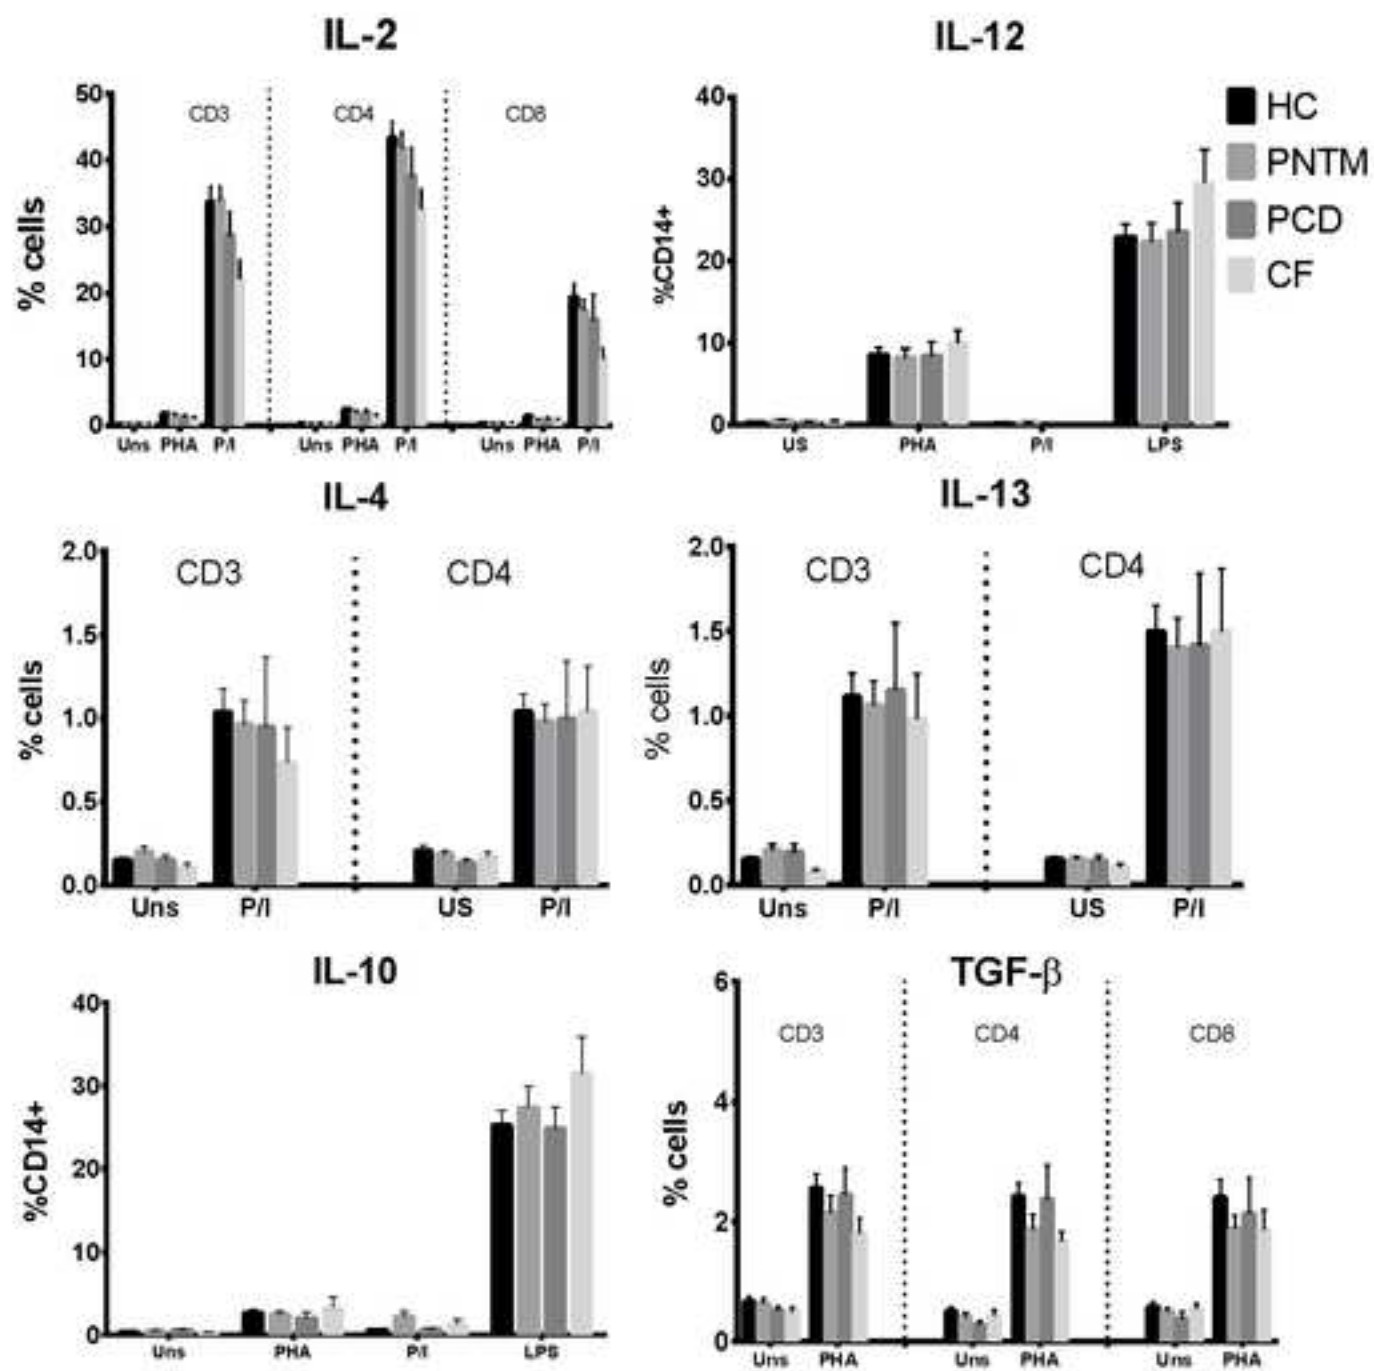 IL-2
50
40
30
20
10
0
% cells
CD3
CD4
CD8
Uns PHA P/I Uns PHA P/I Uns PHA P/I
IL-12
40
30
20
10
0
%CD14+
US PHA P/I LPS
HC
PNTM
PCD
CF
IL-4
2.0
1.5
1.0
0.5
0.0
% cells
CD3
CD4
Uns P/I US P/I
IL-13
2.0
1.5
1.0
0.5
0.0
% cells
CD3
CD4
Uns P/I US P/I
IL-10
40
30
20
10
0
%CD14+
Uns PHA P/I LPS
TGF-β
6
4
2
0
% cells
CD3
CD4
CD8
Uns PHA Uns PHA Uns PHA